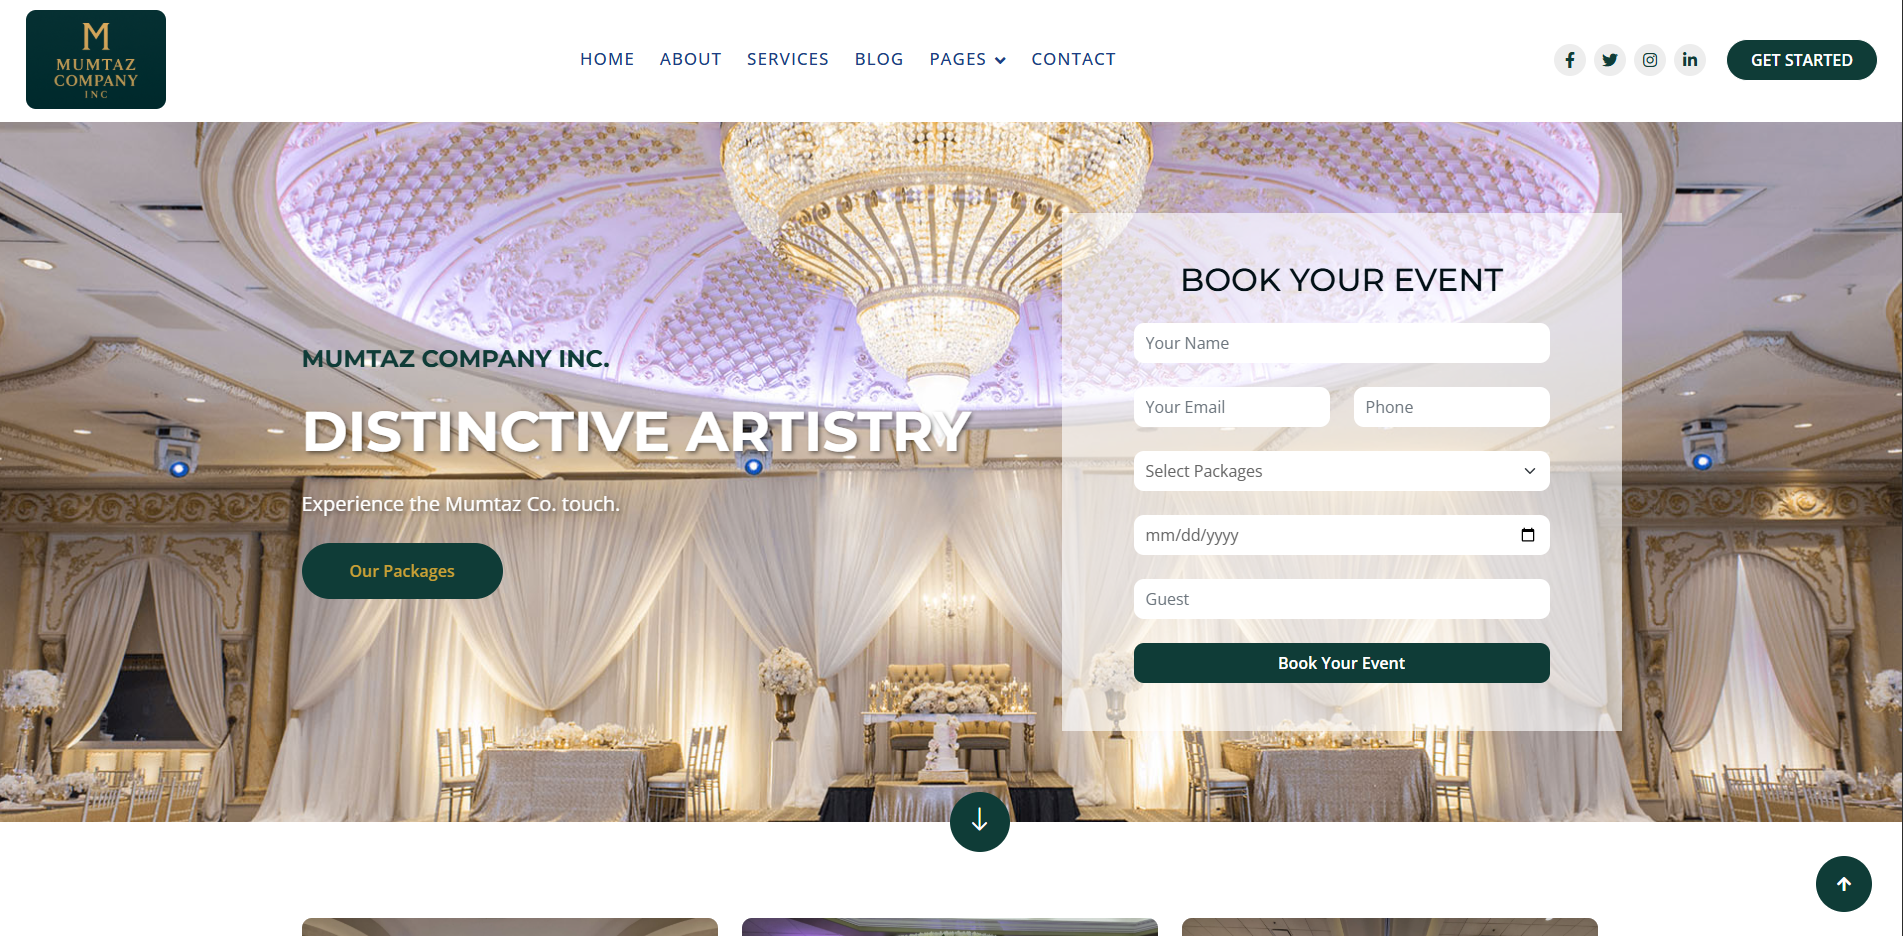 M
MUMTAZ
COMPANY
INC
HOME ABOUT SERVICES BLOG PAGES CONTACT
GET STARTED
MUMTAZ COMPANY INC.
DISTINCTIVE ARTISTRY
Experience the Mumtaz Co. touch.
Our Packages
BOOK YOUR EVENT
Your Name
Your Email Phone
Select Packages
mm/dd/yyyy
Guest
Book Your Event